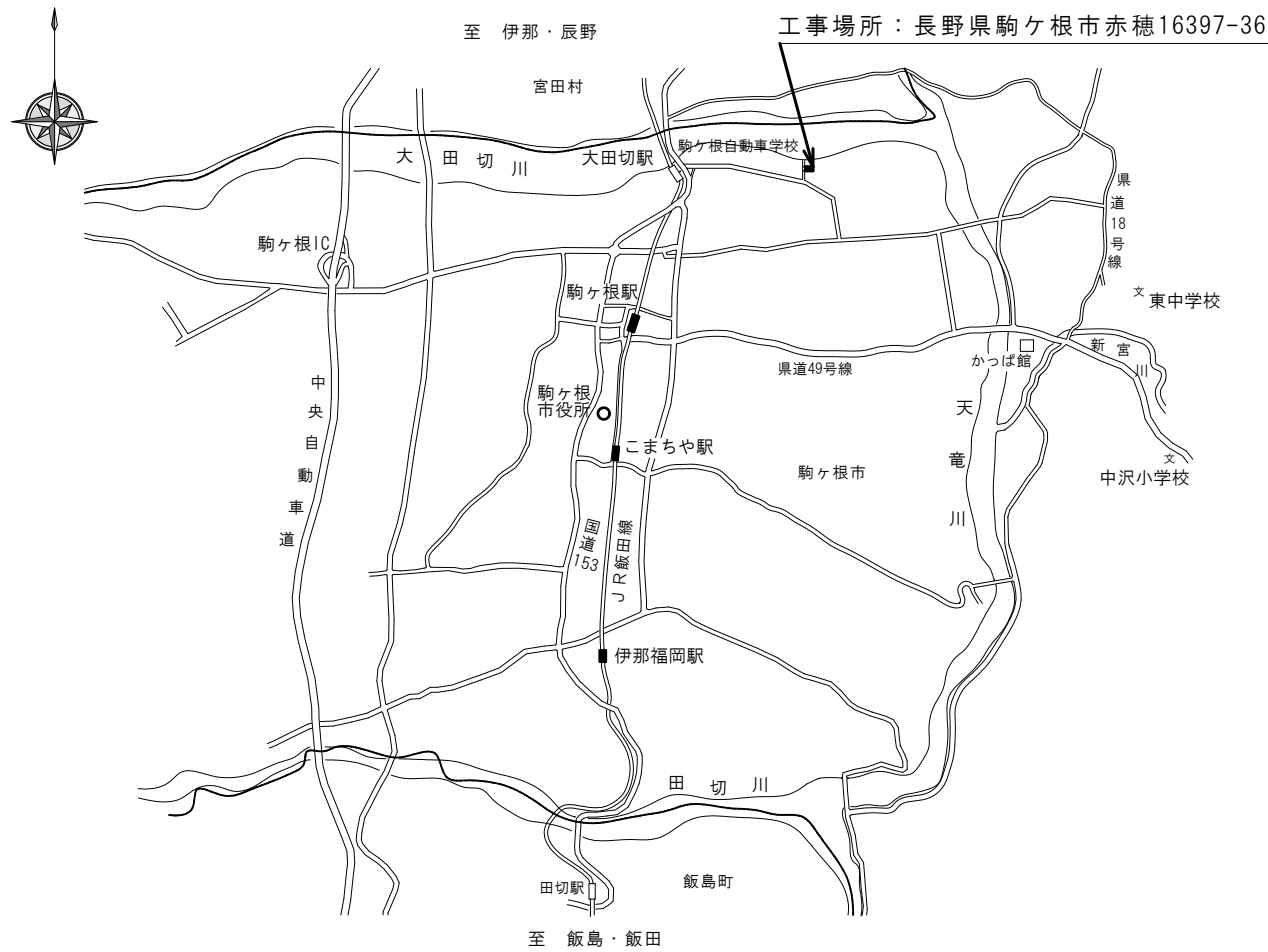 工事場所：長野県駒ケ根市赤穂16397-36
至 伊那・辰野
宮田村
駒ケ根自動車学校
大田切川
大田切駅
県道18号線
駒ヶ根IC
駒ヶ根駅
文
東中学校
新宮川
かっぱ館
県道49号線
中央自動車道
駒ヶ根
市役所
天竜川
こまちや駅
駒ヶ根市
文
中沢小学校
国道153
ＪＲ飯田線
伊那福岡駅
田切川
田切駅
飯島町
至 飯島・飯田